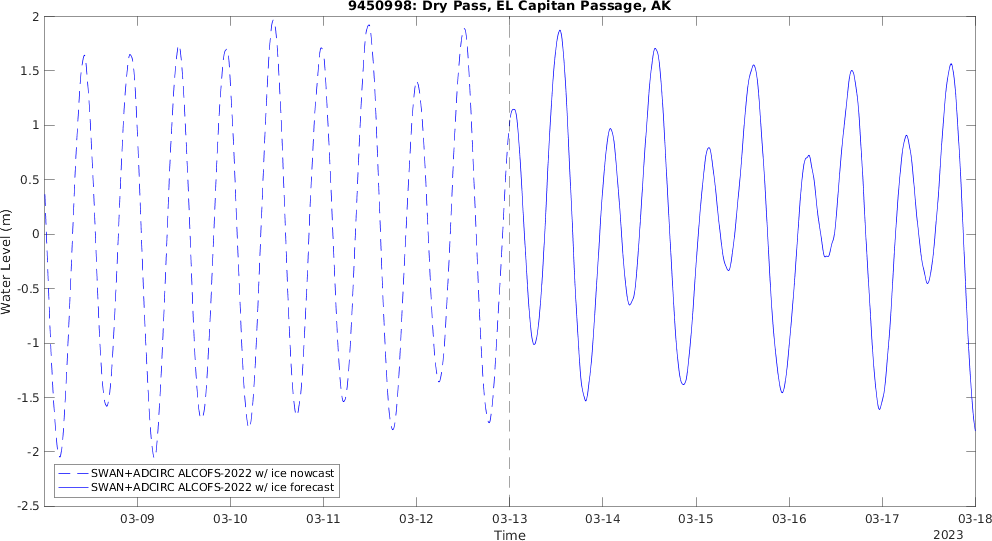 9450998: Dry Pass, EL Capitan Passage, AK
2
1.5
1
0.5
0
-0.5
-1
-1.5
-2
-2.5
Water Level (m)
SWAN+ADCIRC ALCOFS-2022 w/ ice nowcast
SWAN+ADCIRC ALCOFS-2022 w/ ice forecast
03-09 03-10 03-11 03-12 03-13 03-14 03-15 03-16 03-17 03-18
Time
2023